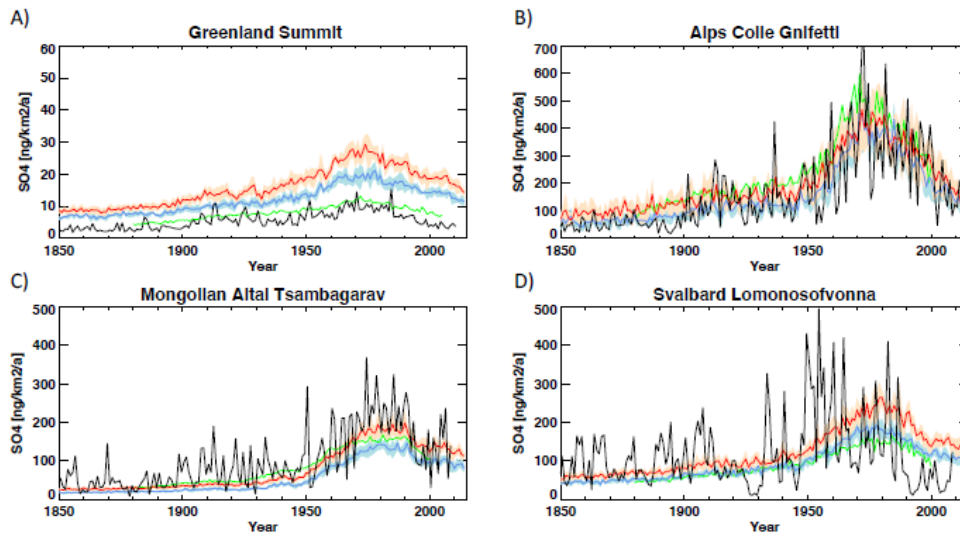 A)
Greenland Summit
SO4 [ng/km2/a]
60
50
40
30
20
10
0
1850 1900 1950 2000
Year
B)
Alps Colle Gnifetti
SO4 [ng/km2/a]
700
600
500
400
300
200
100
0
1850 1900 1950 2000
Year
C)
Mongolian Altai Tsambagarav
SO4 [ng/km2/a]
500
400
300
200
100
0
1850 1900 1950 2000
Year
D)
Svalbard Lomonosofvonna
SO4 [ng/km2/a]
500
400
300
200
100
0
1850 1900 1950 2000
Year